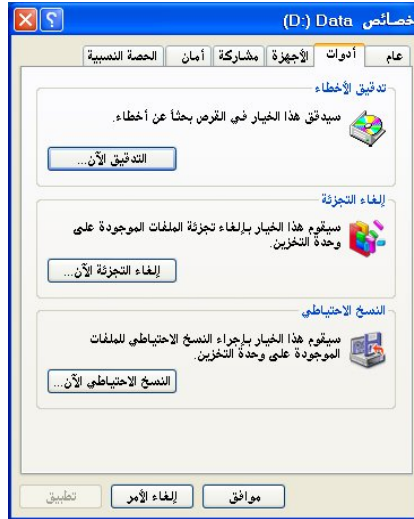 خصائص Data (D:)
عام
أدوات
الأجهزة
مشاركة
أمان
الحصة النسبية
تدقيق الأخطاء
سيدقق هذا الخيار في القرص بحثاً عن أخطاء.
التدقيق الآن...
إلغاء التجزئة
سيقوم هذا الخيار بإلغاء تجزئة الملفات الموجودة على
وحدة التخزين.
إلغاء التجزئة الآن...
النسخ الاحتياطي
سيقوم هذا الخيار بإجراء النسخ الاحتياطي للملفات
الموجودة على وحدة التخزين.
النسخ الاحتياطي الآن...
موافق
إلغاء الأمر
تطبيق